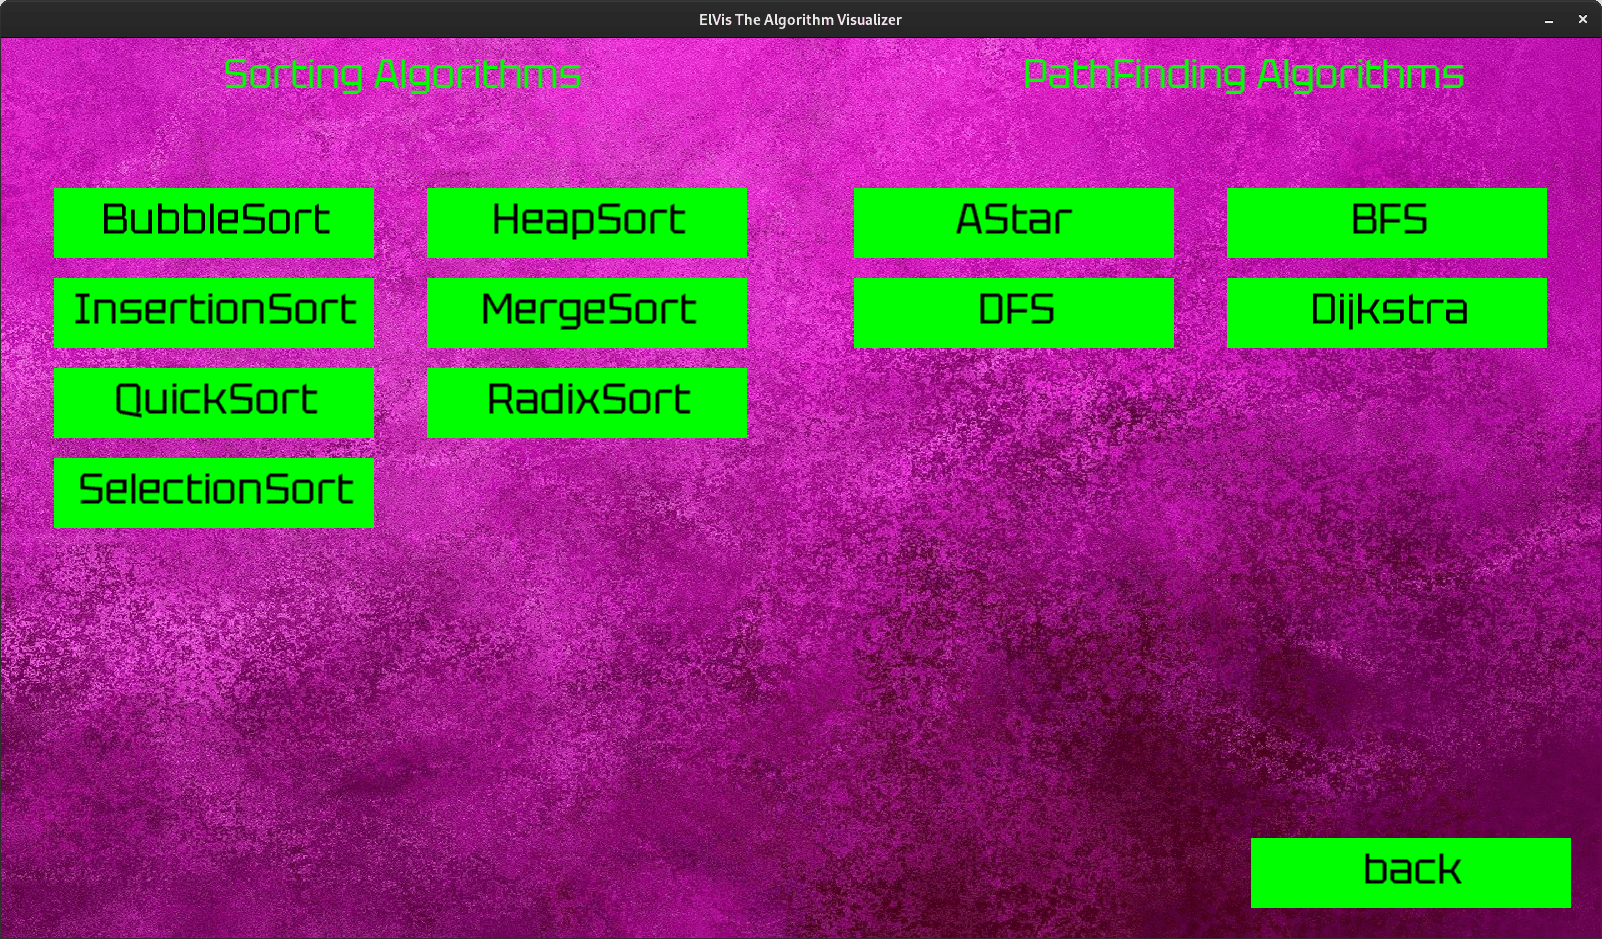 ElVis The Algorithm Visualizer
Sorting Algorithms
PathFinding Algorithms
BubbleSort
HeapSort
AStar
BFS
InsertionSort
MergeSort
DFS
Dijkstra
QuickSort
RadixSort
SelectionSort
back